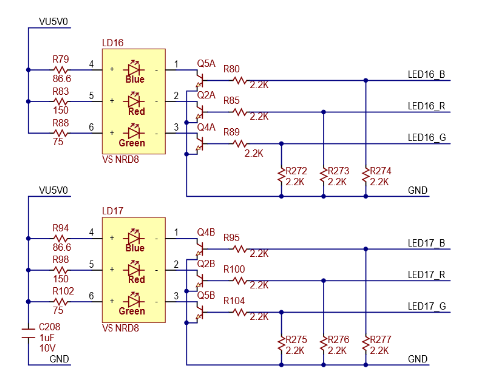 VU5V0
LD16
R79 4 + Blue - 1 Q5A R80 LED16_B
86.6 2.2K
R83 5 + Red - 2 Q2A R85 LED16_R
150 2.2K
R88 6 + Green - 3 Q4A R89 LED16_G
75 2.2K
VS NRD8
R272 R273 R274
2.2K 2.2K 2.2K
GND
VU5V0
LD17
R94 4 + Blue - 1 Q4B R95 LED17_B
86.6 2.2K
R98 5 + Red - 2 Q2B R100 LED17_R
150 2.2K
R102 6 + Green - 3 Q5B R104 LED17_G
75 2.2K
VS NRD8
C208
1uF
10V
GND
R275 R276 R277
2.2K 2.2K 2.2K
GND